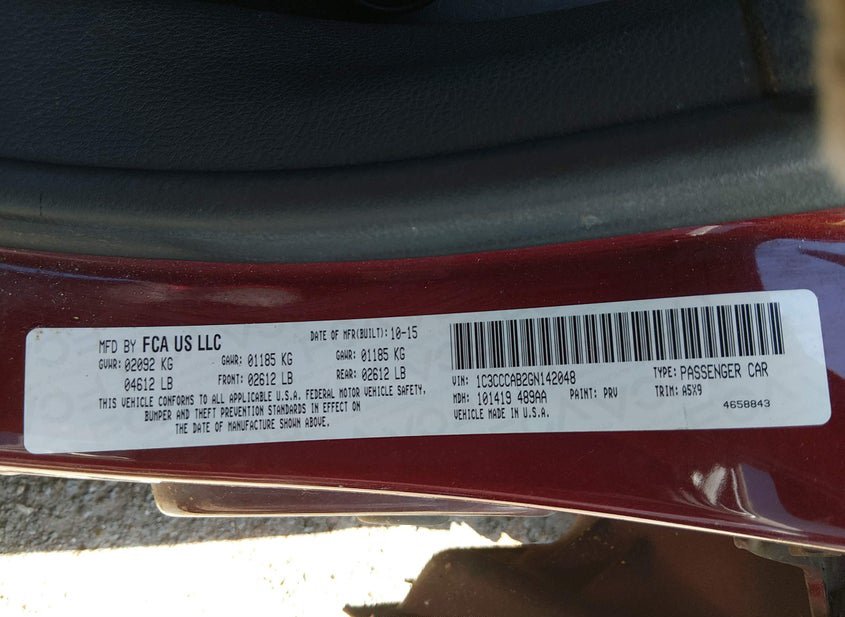 MFD BY FCA US LLC
DATE OF MFR(BUILT): 10-15
GVWR: 02092 KG GAWR: 01185 KG GAWR: 01185 KG
04612 LB FRONT: 02612 LB REAR: 02612 LB
THIS VEHICLE CONFORMS TO ALL APPLICABLE U.S.A. FEDERAL MOTOR VEHICLE SAFETY,
BUMPER AND THEFT PREVENTION STANDARDS IN EFFECT ON
THE DATE OF MANUFACTURE SHOWN ABOVE.
VIN: 1C3CCCAB2GN142048 TYPE: PASSENGER CAR
MDH: 101419 489AA PAINT: PRV TRIM: A5X9
VEHICLE MADE IN U.S.A. 4658843